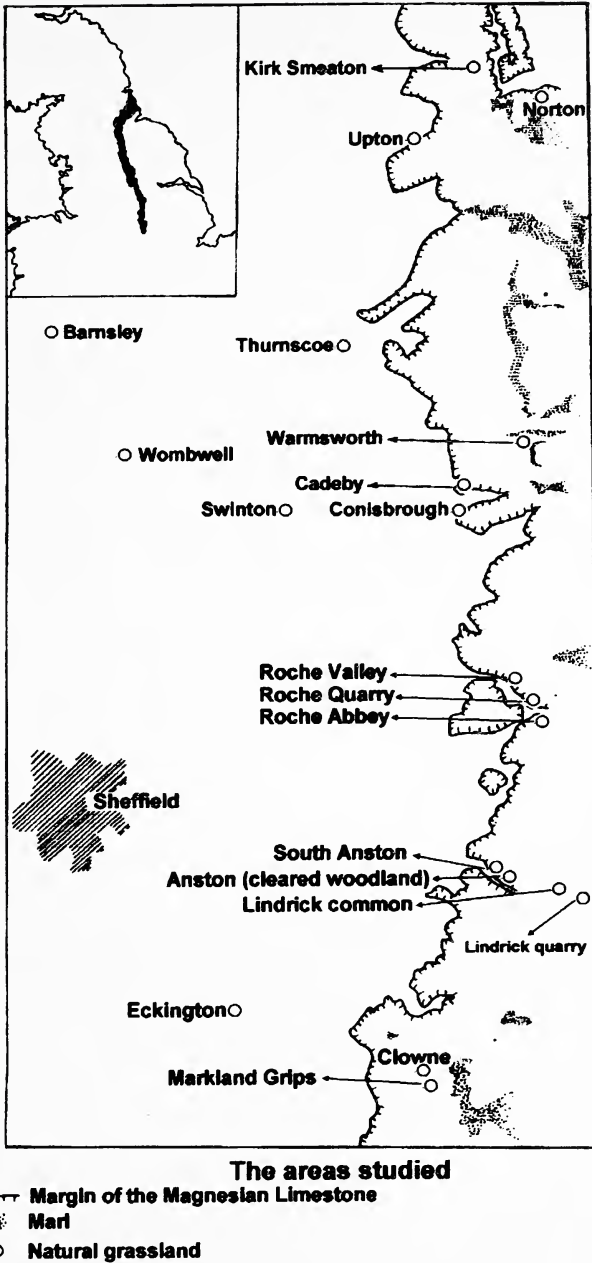 Kirk Smeaton
Norton
Upton
Barnsley
Thurnscoe
Warmsworth
Wombwell
Cadeby
Swinton
Conisbrough
Roche Valley
Roche Quarry
Roche Abbey
Sheffield
South Anston
Anston (cleared woodland)
Lindrick common
Lindrick quarry
Eckington
Clowne
Markland Grips
The areas studied
Margin of the Magnesian Limestone
Marl
Natural grassland